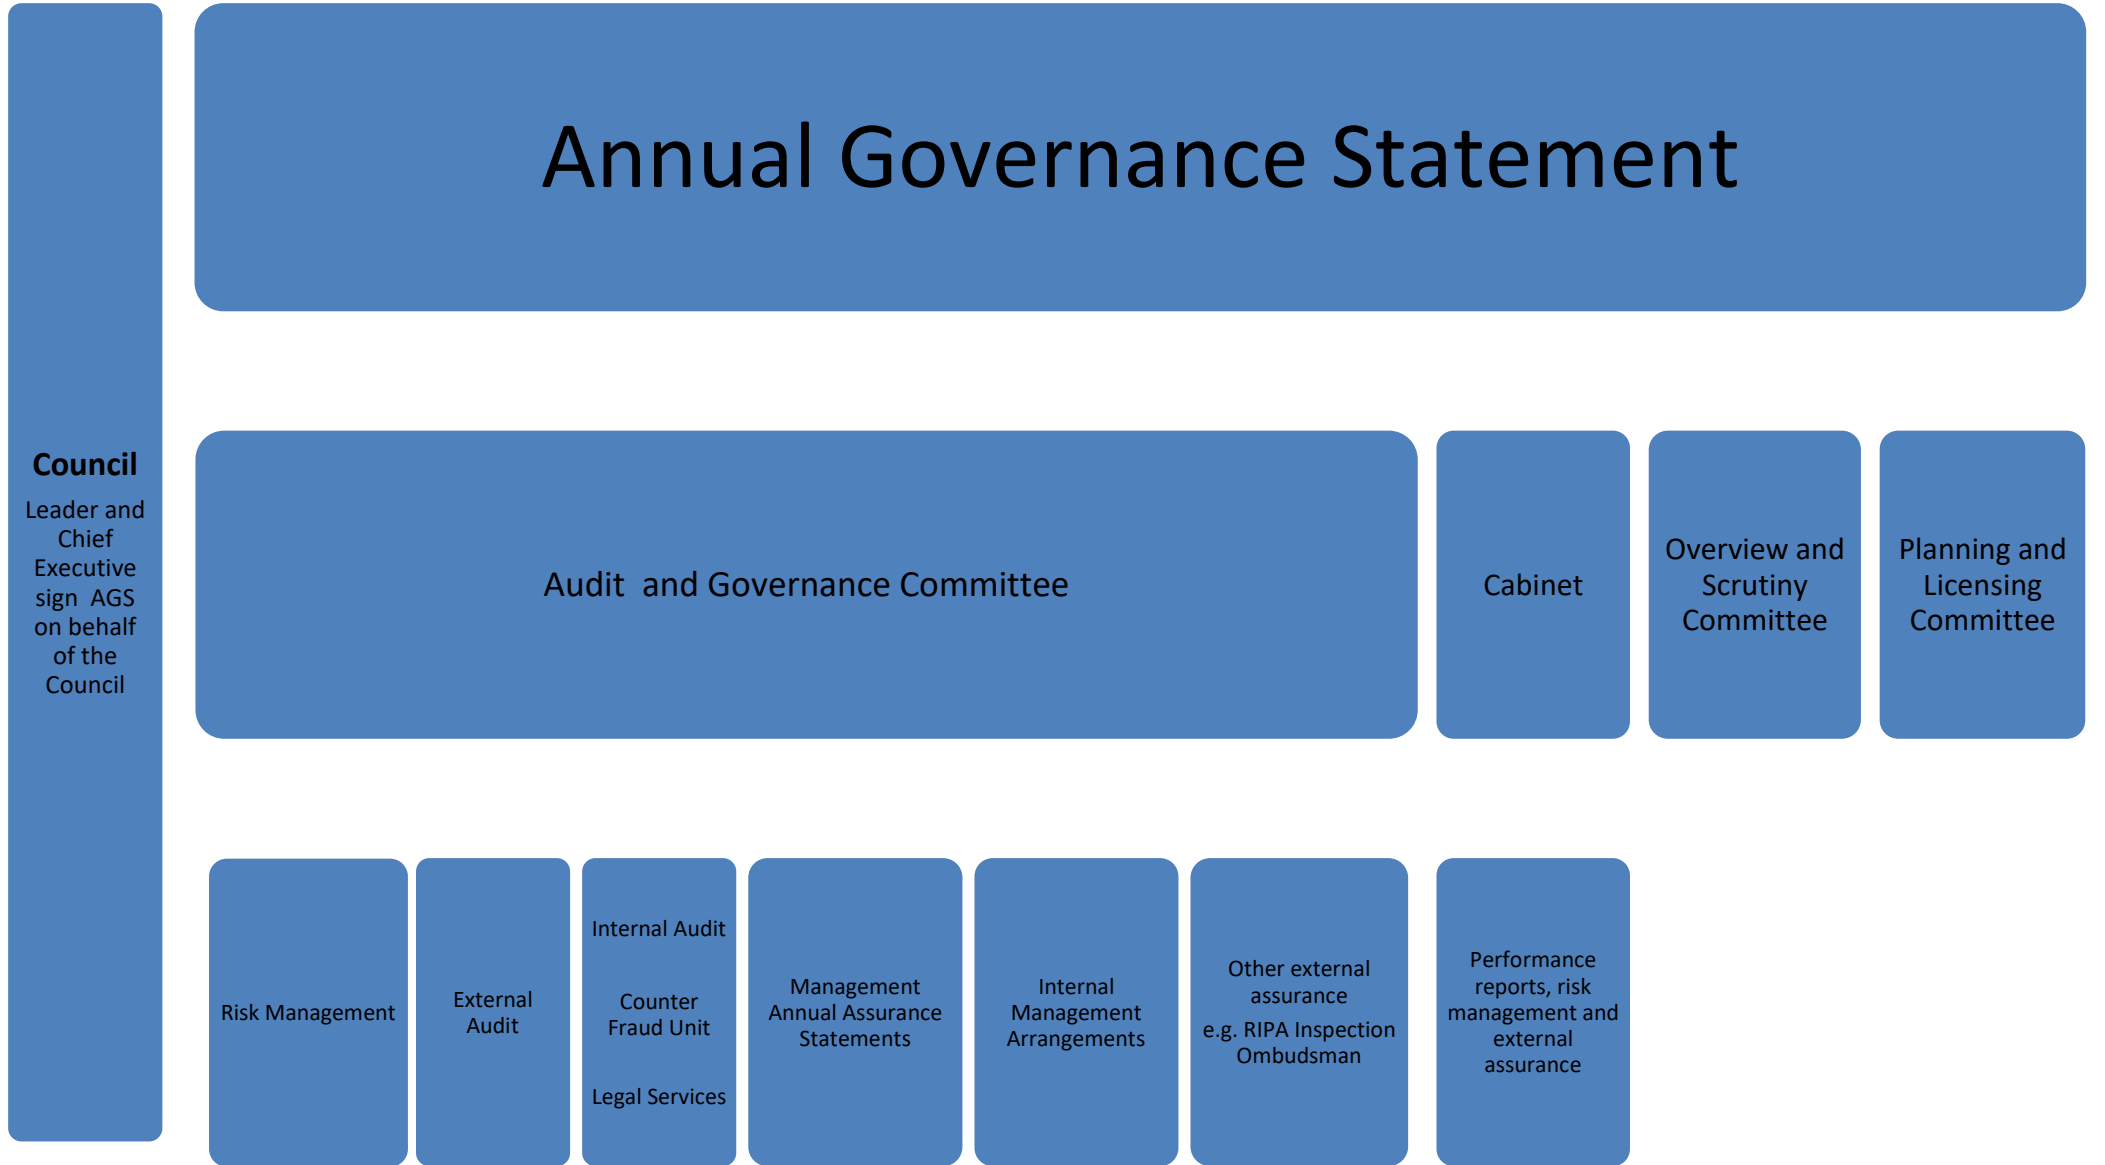 Annual Governance Statement
Council
Leader and
Chief
Executive
sign  AGS
on behalf
of the
Council
Audit  and Governance Committee
Cabinet
Overview and
Scrutiny
Committee
Planning and
Licensing
Committee
Risk Management
External
Audit
Internal Audit
Counter
Fraud Unit
Legal Services
Management
Annual Assurance
Statements
Internal
Management
Arrangements
Other external
assurance
e.g. RIPA Inspection
Ombudsman
Performance
reports, risk
management and
external
assurance